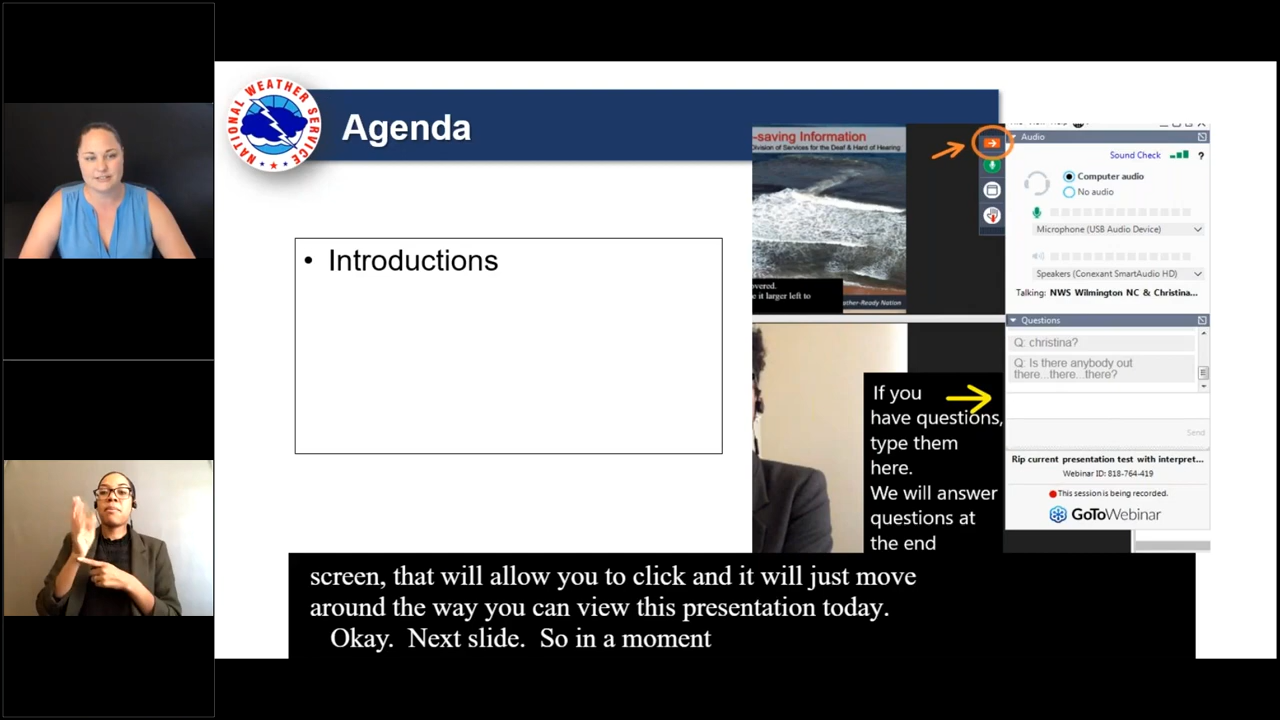 NATIONAL WEATHER SERVICE
Agenda
• Introductions
-saving Information
Division of Services for the Deaf & Hard of Hearing
overed.
e it larger left to
ather-Ready Nation
If you
have questions,
type them
here.
We will answer
questions at
the end
Audio
Sound Check
?
Computer audio
No audio
Microphone (USB Audio Device)
Speakers (Conexant SmartAudio HD)
Talking: NWS Wilmington NC & Christina...
Questions
Q: christina?
Q: Is there anybody out
there...there...there?
Send
Rip current presentation test with interpret...
Webinar ID: 818-764-419
This session is being recorded.
GoToWebinar
screen, that will allow you to click and it will just move
around the way you can view this presentation today.
Okay. Next slide. So in a moment